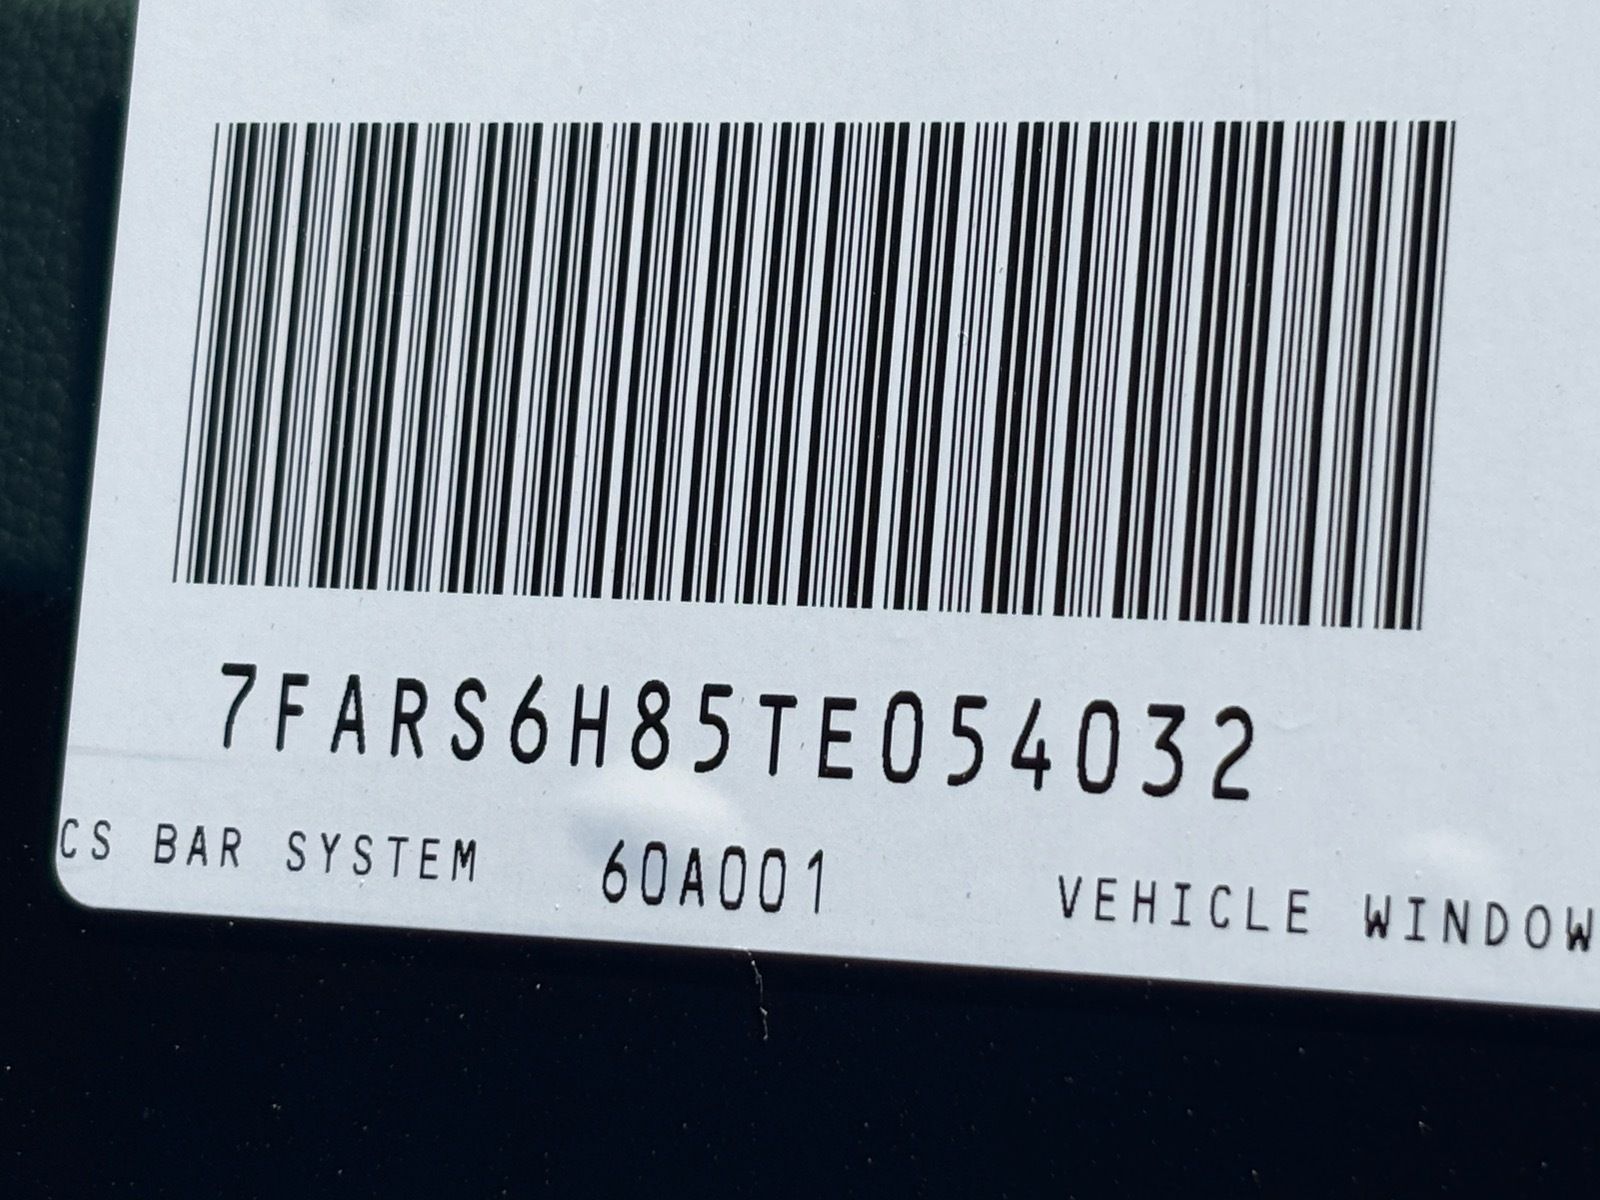 7FARS6H85TE054032
CS BAR SYSTEM 60A001 VEHICLE WINDOW